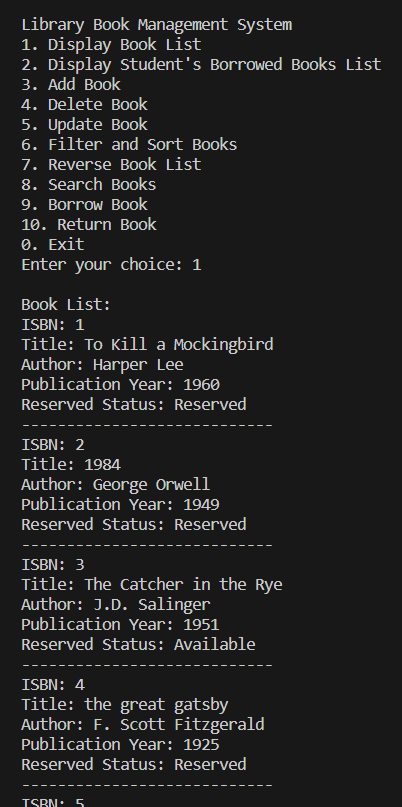 Library Book Management System
1. Display Book List
2. Display Student's Borrowed Books List
3. Add Book
4. Delete Book
5. Update Book
6. Filter and Sort Books
7. Reverse Book List
8. Search Books
9. Borrow Book
10. Return Book
0. Exit
Enter your choice: 1

Book List:
ISBN: 1
Title: To Kill a Mockingbird
Author: Harper Lee
Publication Year: 1960
Reserved Status: Reserved
----------------------------
ISBN: 2
Title: 1984
Author: George Orwell
Publication Year: 1949
Reserved Status: Reserved
----------------------------
ISBN: 3
Title: The Catcher in the Rye
Author: J.D. Salinger
Publication Year: 1951
Reserved Status: Available
----------------------------
ISBN: 4
Title: the great gatsby
Author: F. Scott Fitzgerald
Publication Year: 1925
Reserved Status: Reserved
----------------------------
ISBN: 5